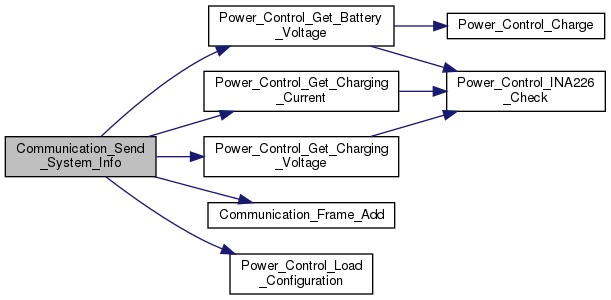 Power_Control_Get_Battery
_Voltage
Power_Control_Charge
Power_Control_Get_Charging
_Current
Power_Control_INA226
_Check
Communication_Send
_System_Info
Power_Control_Get_Charging
_Voltage
Communication_Frame_Add
Power_Control_Load
_Configuration